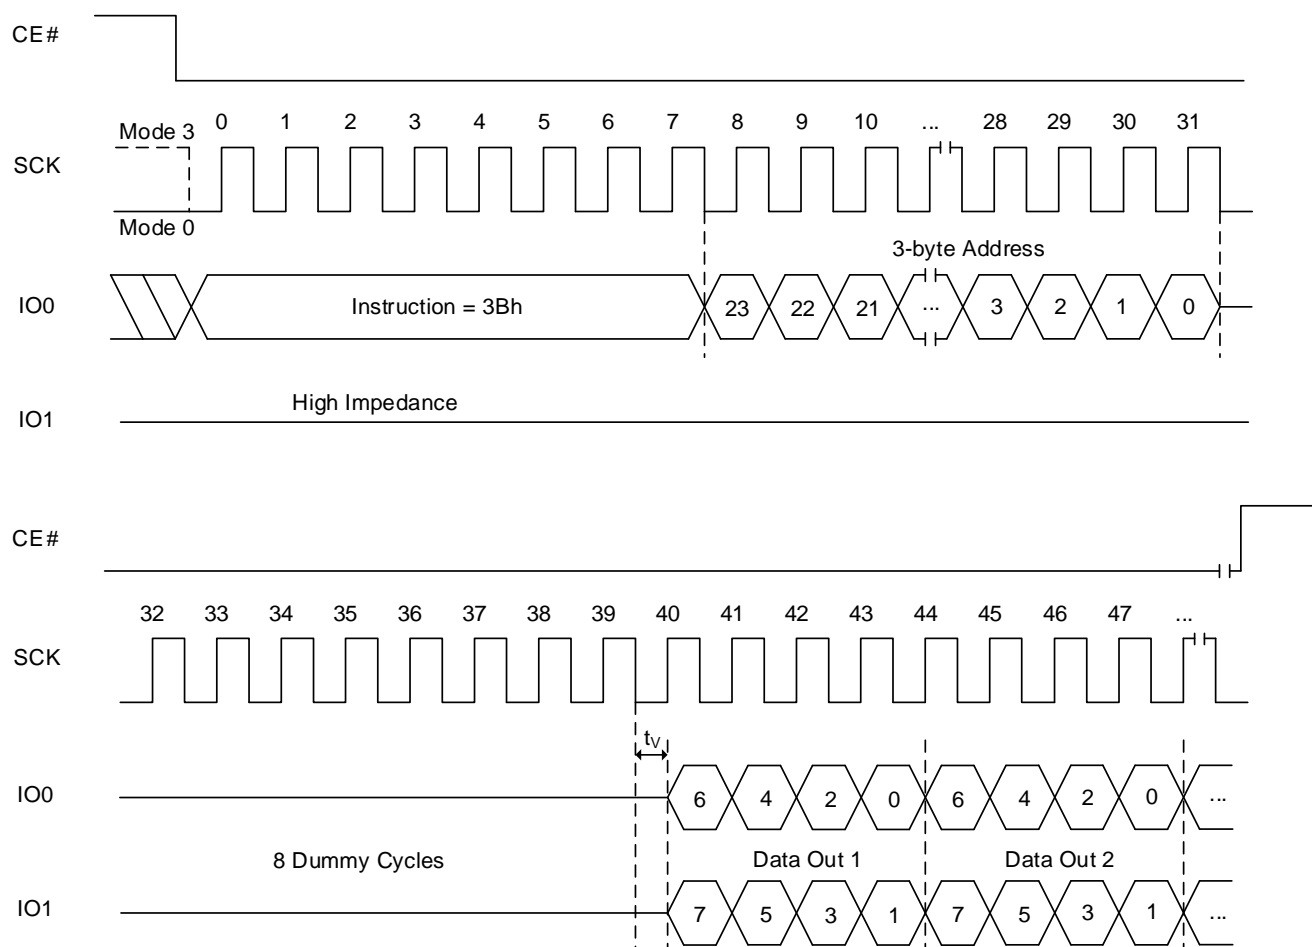 CE#
Mode 3 0 1 2 3 4 5 6 7 8 9 10 ... 28 29 30 31
SCK
Mode 0
3-byte Address
IO0 Instruction = 3Bh 23 22 21 ... 3 2 1 0
High Impedance
IO1
CE#
32 33 34 35 36 37 38 39 40 41 42 43 44 45 46 47 ...
SCK
tV
IO0 6 4 2 0 6 4 2 0 ...
8 Dummy Cycles Data Out 1 Data Out 2
IO1 7 5 3 1 7 5 3 1 ...